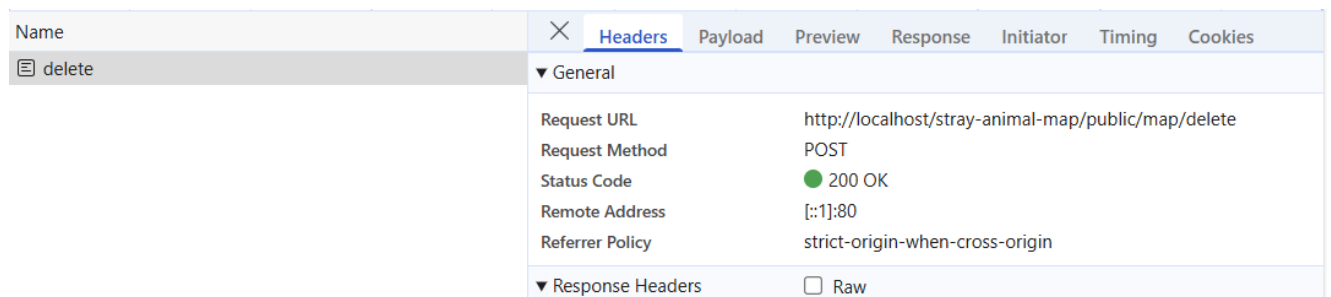 Name
delete
Headers Payload Preview Response Initiator Timing Cookies
▼ General
Request URL http://localhost/stray-animal-map/public/map/delete
Request Method POST
Status Code 200 OK
Remote Address [::1]:80
Referrer Policy strict-origin-when-cross-origin
▼ Response Headers Raw